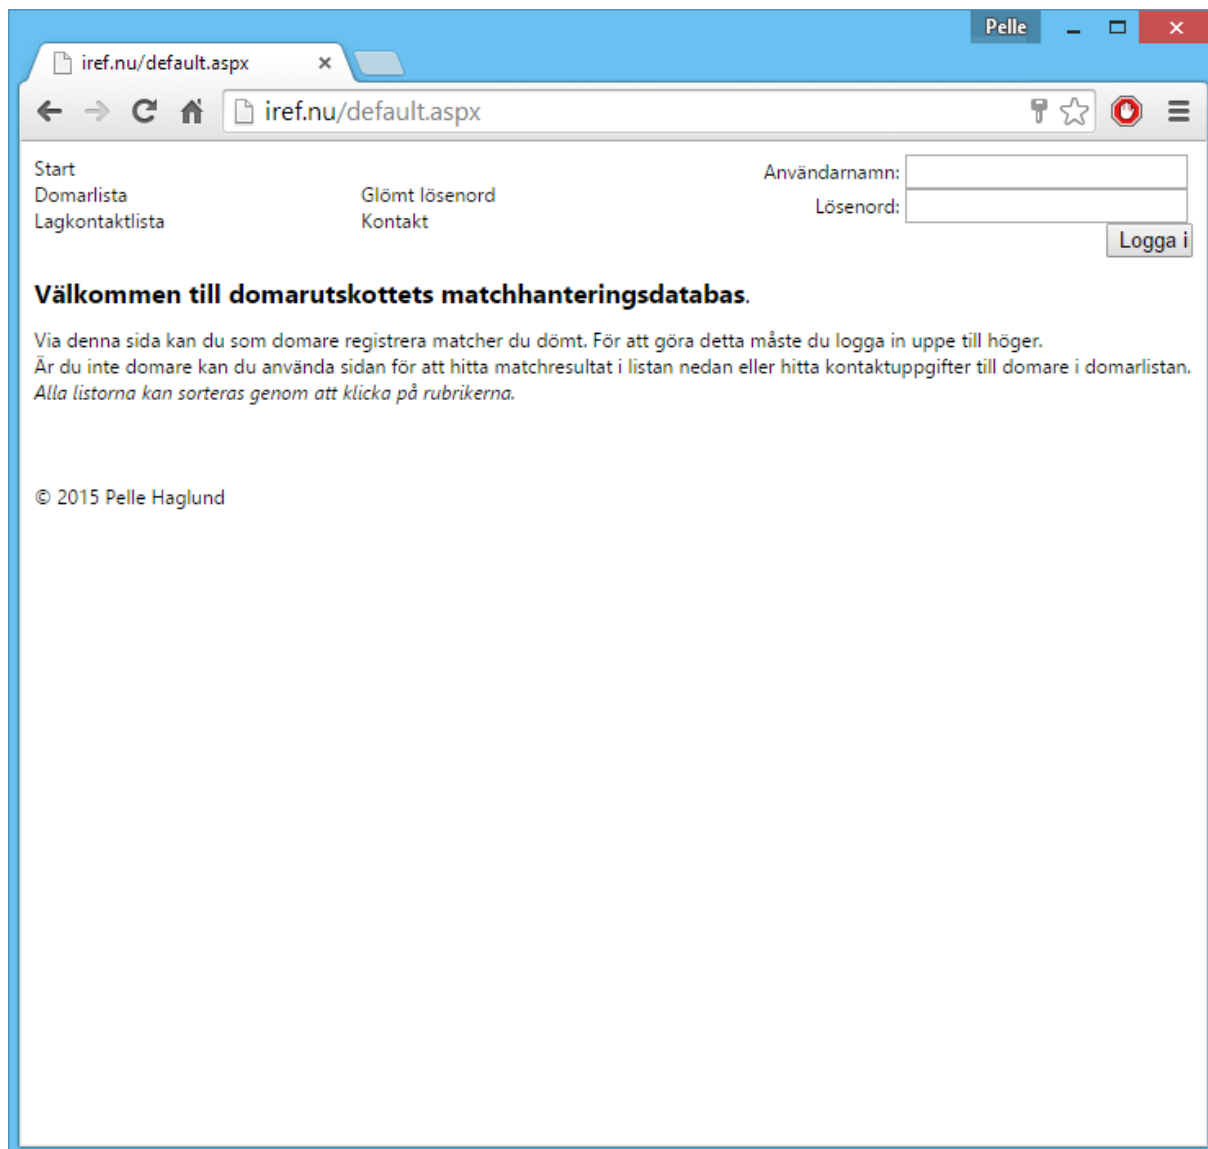 Pelle
iref.nu/default.aspx
iref.nu/default.aspx
Start
Domarlista
Lagkontaktlista
Glömt lösenord
Kontakt
Användarnamn:
Lösenord:
Logga i
Välkommen till domarutskottets matchhanteringsdatabas.
Via denna sida kan du som domare registrera matcher du dömt. För att göra detta måste du logga in uppe till höger.
Är du inte domare kan du använda sidan för att hitta matchresultat i listan nedan eller hitta kontaktuppgifter till domare i domarlistan.
Alla listorna kan sorteras genom att klicka på rubrikerna.
© 2015 Pelle Haglund